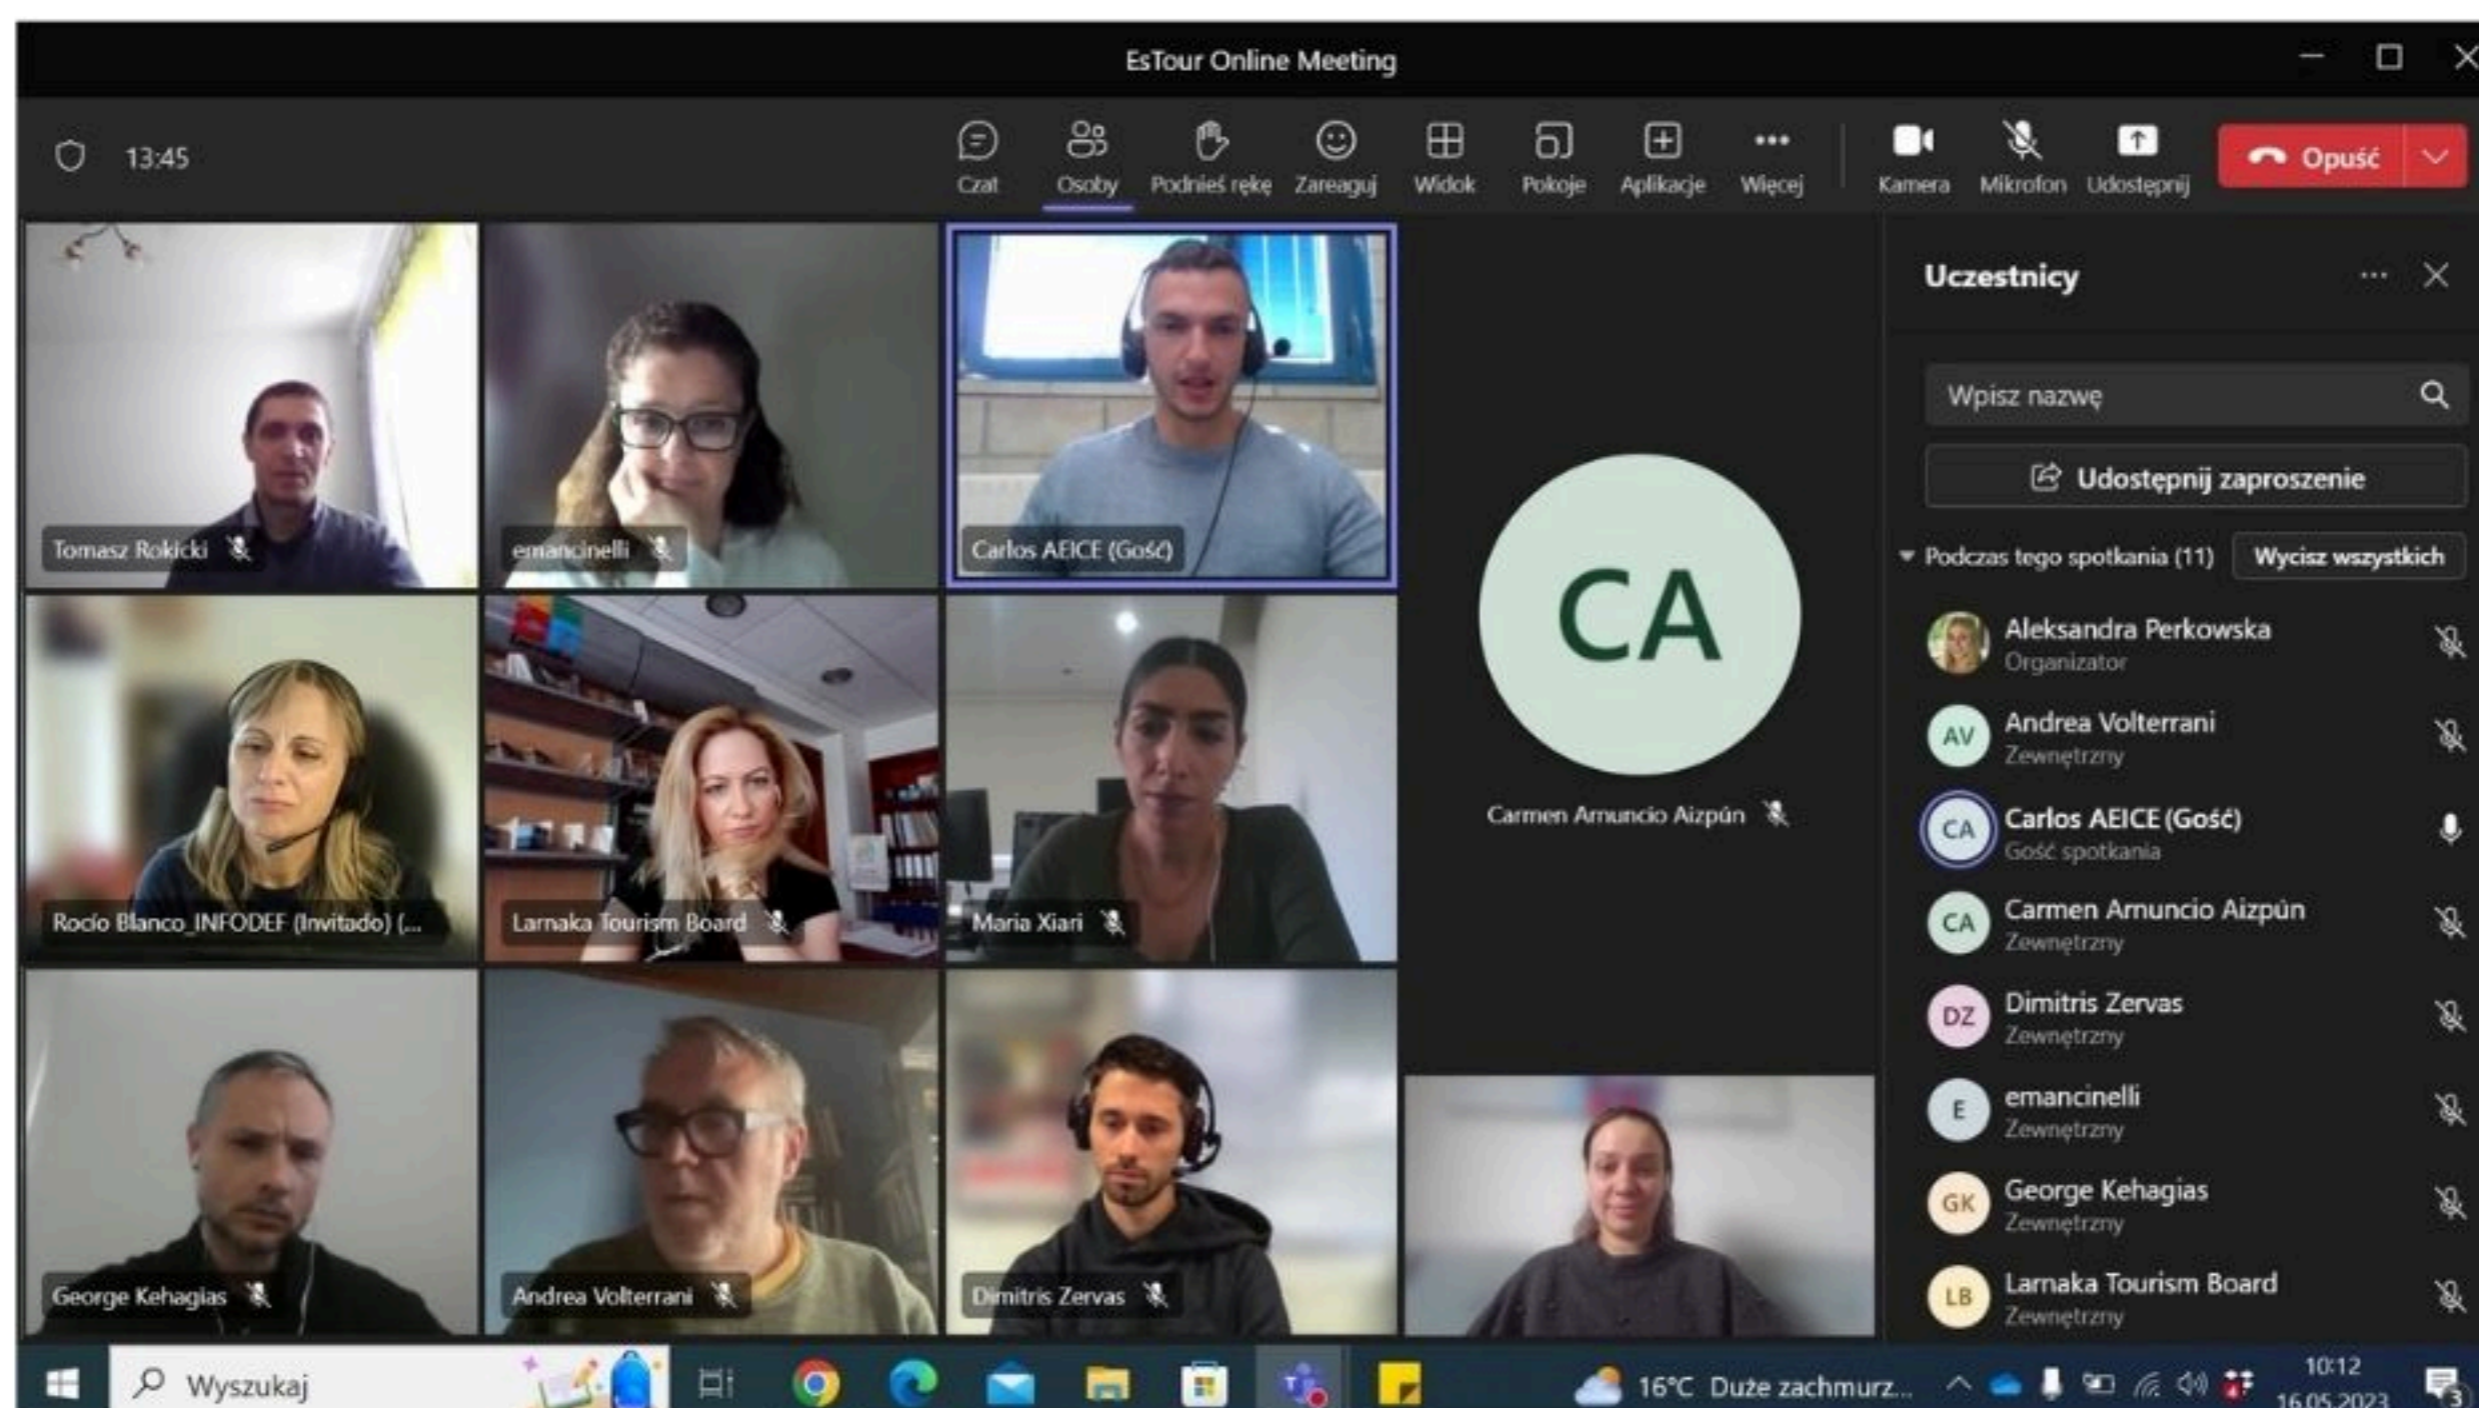 EsTour Online Meeting
13:45
Czat
Osoby
Podnieś rękę
Zareaguj
Widok
Pokoje
Aplikacje
Więcej
Kamera
Mikrofon
Udostępnij
Opuść
Tomasz Rokicki
emancinelli
Carlos AEICE (Gość)
Rocío Blanco_INFODEF (Invitado) (...
Larnaka Tourism Board
Maria Xiari
CA
Carmen Arnuncio Aizpún
George Kehagias
Andrea Volterrani
Dimitris Zervas
Uczestnicy
Wpisz nazwę
Udostępnij zaproszenie
Podczas tego spotkania (11)
Wycisz wszystkich
Aleksandra Perkowska
Organizator
AV
Andrea Volterrani
Zewnętrzny
CA
Carlos AEICE (Gość)
Gość spotkania
CA
Carmen Arnuncio Aizpún
Zewnętrzny
DZ
Dimitris Zervas
Zewnętrzny
E
emancinelli
Zewnętrzny
GK
George Kehagias
Zewnętrzny
LB
Larnaka Tourism Board
Zewnętrzny
Wyszukaj
16°C Duże zachmurz...
10:12
16.05.2023
3